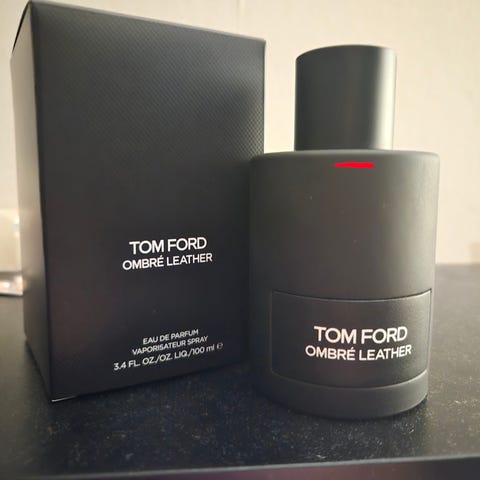 TOM FORD
OMBRÉ LEATHER
EAU DE PARFUM
VAPORISATEUR SPRAY
3.4 FL. OZ./OZ. LIQ./100 ml ℮
TOM FORD
OMBRÉ LEATHER